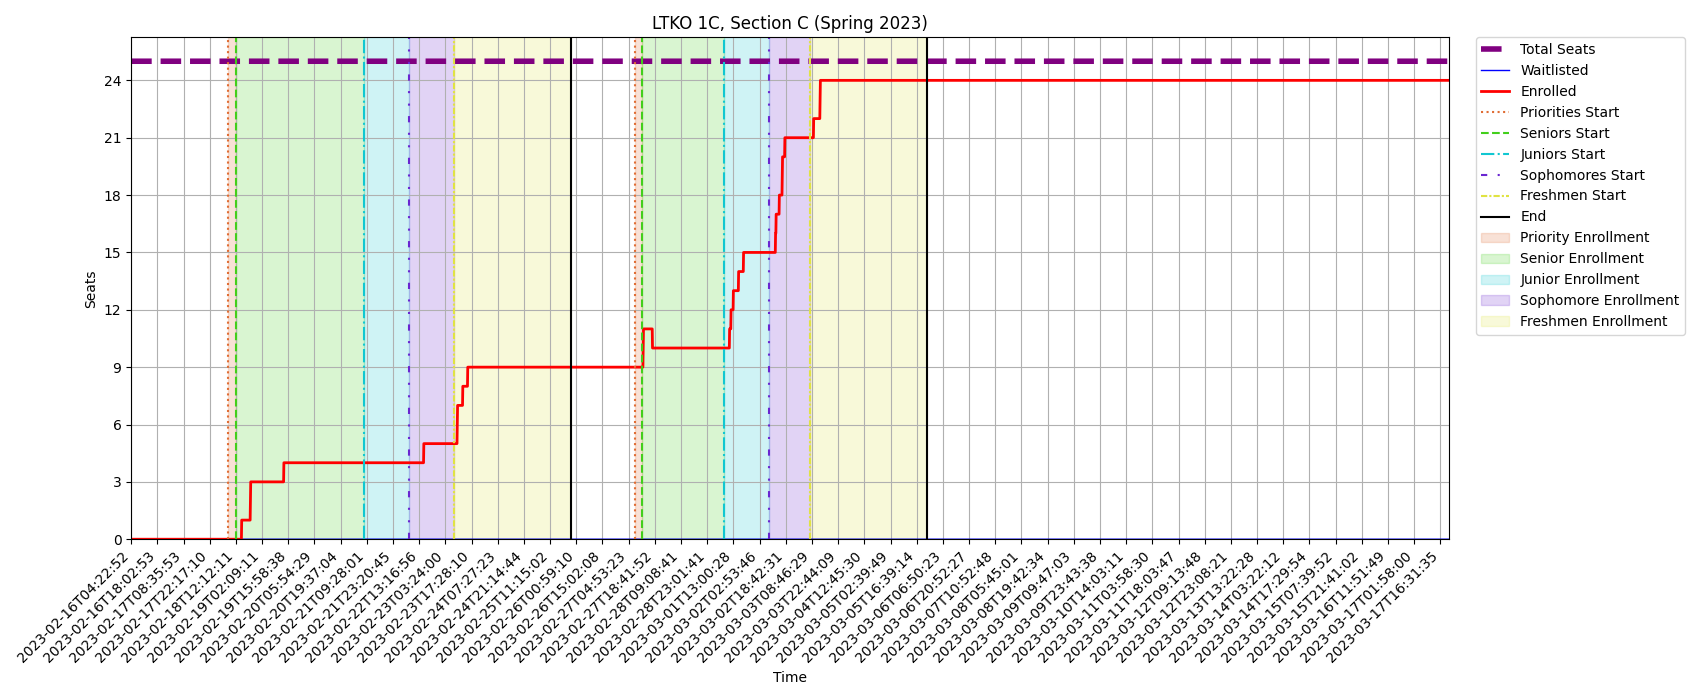 LTKO 1C, Section C (Spring 2023)
Total Seats
Waitlisted
Enrolled
Priorities Start
Seniors Start
Juniors Start
Sophomores Start
Freshmen Start
End
Priority Enrollment
Senior Enrollment
Junior Enrollment
Sophomore Enrollment
Freshmen Enrollment
Seats
24
21
18
15
12
9
6
3
0
2023-02-16T04:22:52
2023-02-16T18:02:53
2023-02-17T08:35:53
2023-02-17T22:17:10
2023-02-18T12:12:11
2023-02-19T02:09:11
2023-02-19T15:58:38
2023-02-20T05:54:29
2023-02-20T19:37:04
2023-02-21T09:28:01
2023-02-21T23:20:45
2023-02-22T13:16:56
2023-02-23T03:24:00
2023-02-23T17:28:10
2023-02-24T07:27:23
2023-02-24T21:14:44
2023-02-25T11:15:02
2023-02-26T00:59:10
2023-02-26T15:02:08
2023-02-27T04:53:23
2023-02-27T18:41:52
2023-02-28T09:08:41
2023-02-28T23:01:41
2023-03-01T13:00:28
2023-03-02T02:53:46
2023-03-02T18:42:31
2023-03-03T08:46:29
2023-03-03T22:44:09
2023-03-04T12:45:30
2023-03-05T02:39:49
2023-03-05T16:39:14
2023-03-06T06:50:23
2023-03-06T20:52:27
2023-03-07T10:52:48
2023-03-08T05:45:01
2023-03-08T19:42:34
2023-03-09T09:47:03
2023-03-09T23:43:38
2023-03-10T14:03:11
2023-03-11T03:58:30
2023-03-11T18:03:47
2023-03-12T09:13:48
2023-03-12T23:08:21
2023-03-13T13:22:28
2023-03-14T03:22:12
2023-03-14T17:29:54
2023-03-15T07:39:52
2023-03-15T21:41:02
2023-03-16T11:51:49
2023-03-17T01:58:00
2023-03-17T16:31:35
Time